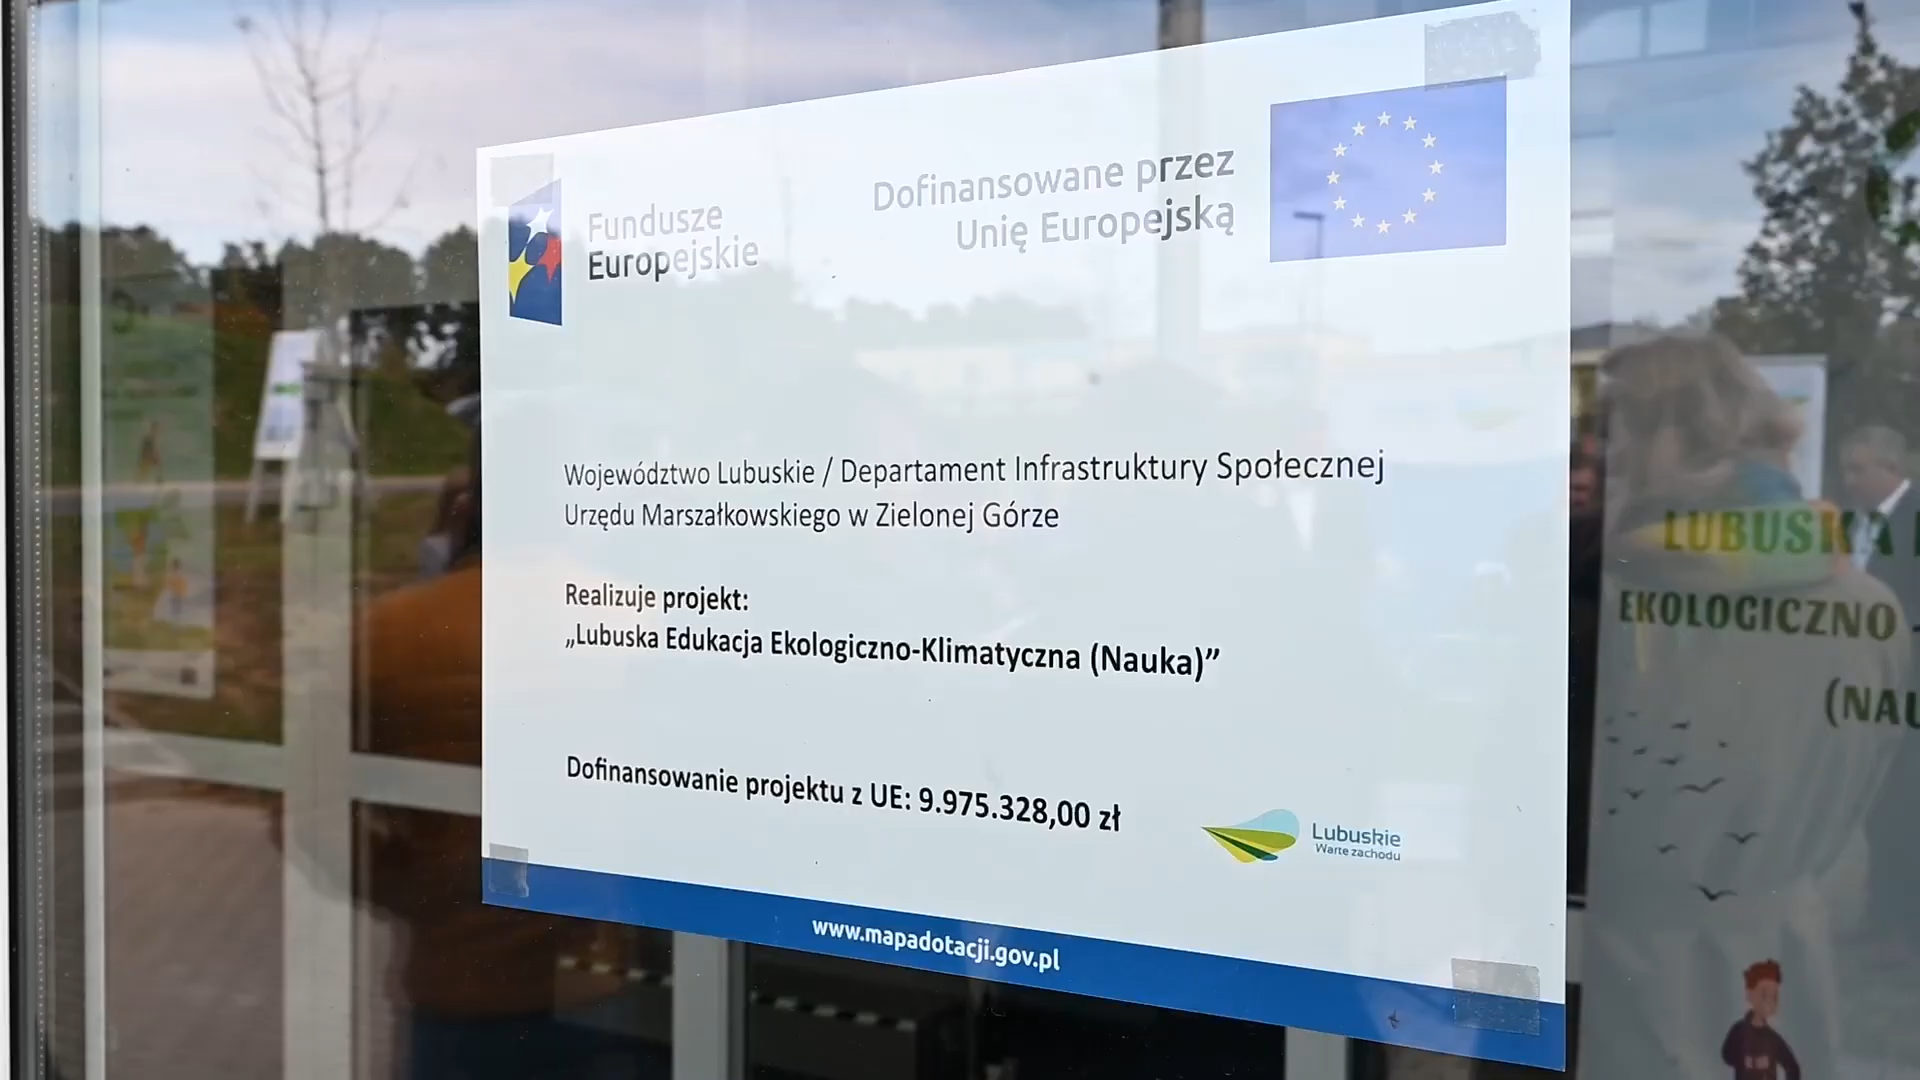 Fundusze
Europejskie
Dofinansowane przez
Unię Europejską
Województwo Lubuskie / Departament Infrastruktury Społecznej
Urzędu Marszałkowskiego w Zielonej Górze
Realizuje projekt:
„Lubuska Edukacja Ekologiczno-Klimatyczna (Nauka)”
Dofinansowanie projektu z UE: 9.975.328,00 zł
Lubuskie
Warte zachodu
www.mapadotacji.gov.pl
LUBUSKA
EKOLOGICZNO -
(NAU